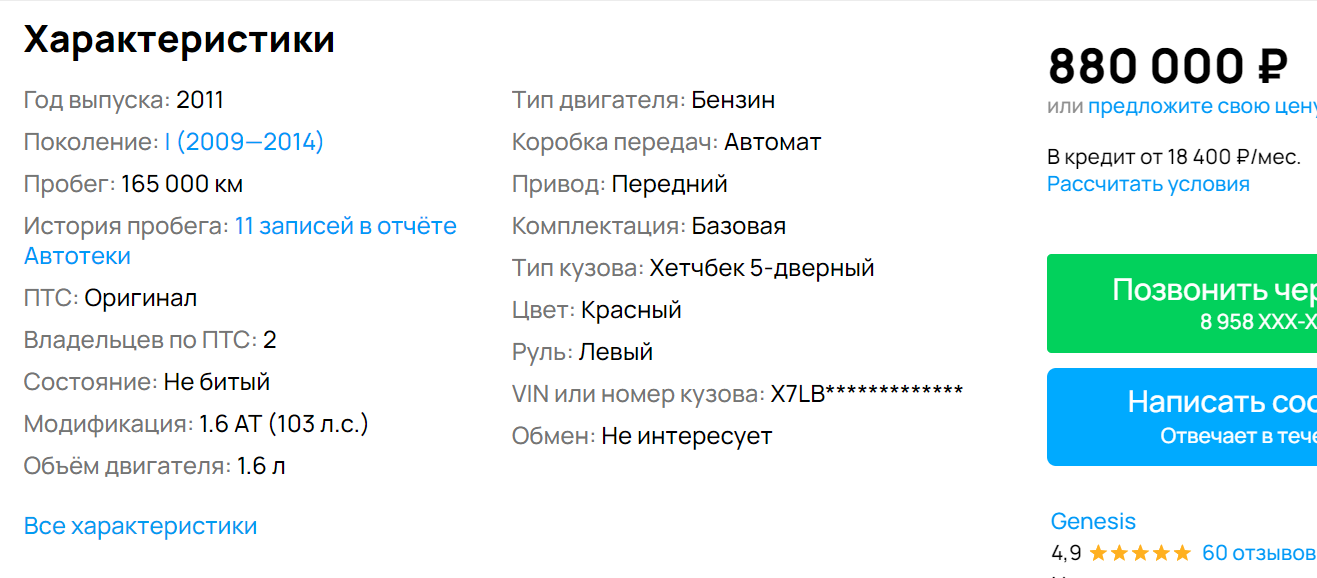 Характеристики
Год выпуска: 2011
Поколение: I (2009—2014)
Пробег: 165 000 км
История пробега: 11 записей в отчёте
Автотеки
ПТС: Оригинал
Владельцев по ПТС: 2
Состояние: Не битый
Модификация: 1.6 AT (103 л.с.)
Объём двигателя: 1.6 л
Все характеристики
Тип двигателя: Бензин
Коробка передач: Автомат
Привод: Передний
Комплектация: Базовая
Тип кузова: Хетчбек 5-дверный
Цвет: Красный
Руль: Левый
VIN или номер кузова: X7LB*************
Обмен: Не интересует
880 000 ₽
или предложите свою цену
В кредит от 18 400 ₽/мес.
Рассчитать условия
Позвонить чер
8 958 XXX-X
Написать соо
Отвечает в тече
Genesis
4,9 ★★★★★ 60 отзывов